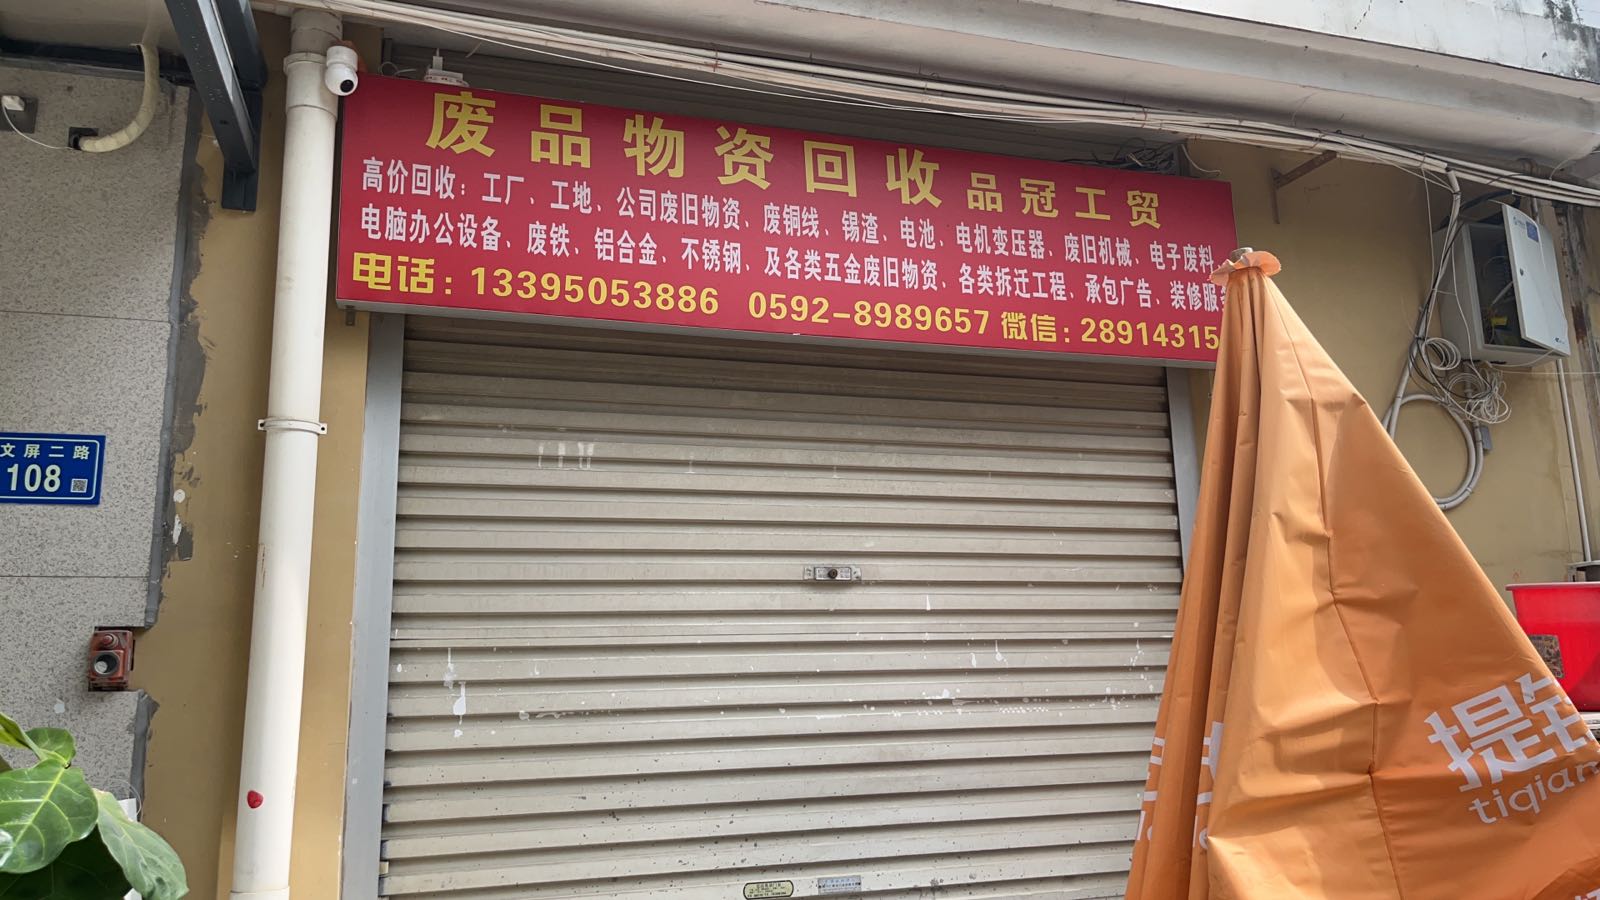 废品物资回收 品冠工贸
高价回收：工厂、工地、公司废旧物资、废铜线、锡渣、电池、电机变压器、废旧机械、电子废料、
电脑办公设备、废铁、铝合金、不锈钢、及各类五金废旧物资、各类拆迁工程、承包广告、装修服务
电话：13395053886 0592-8989657 微信：28914315
文屏二路
108
提钱
tiqian